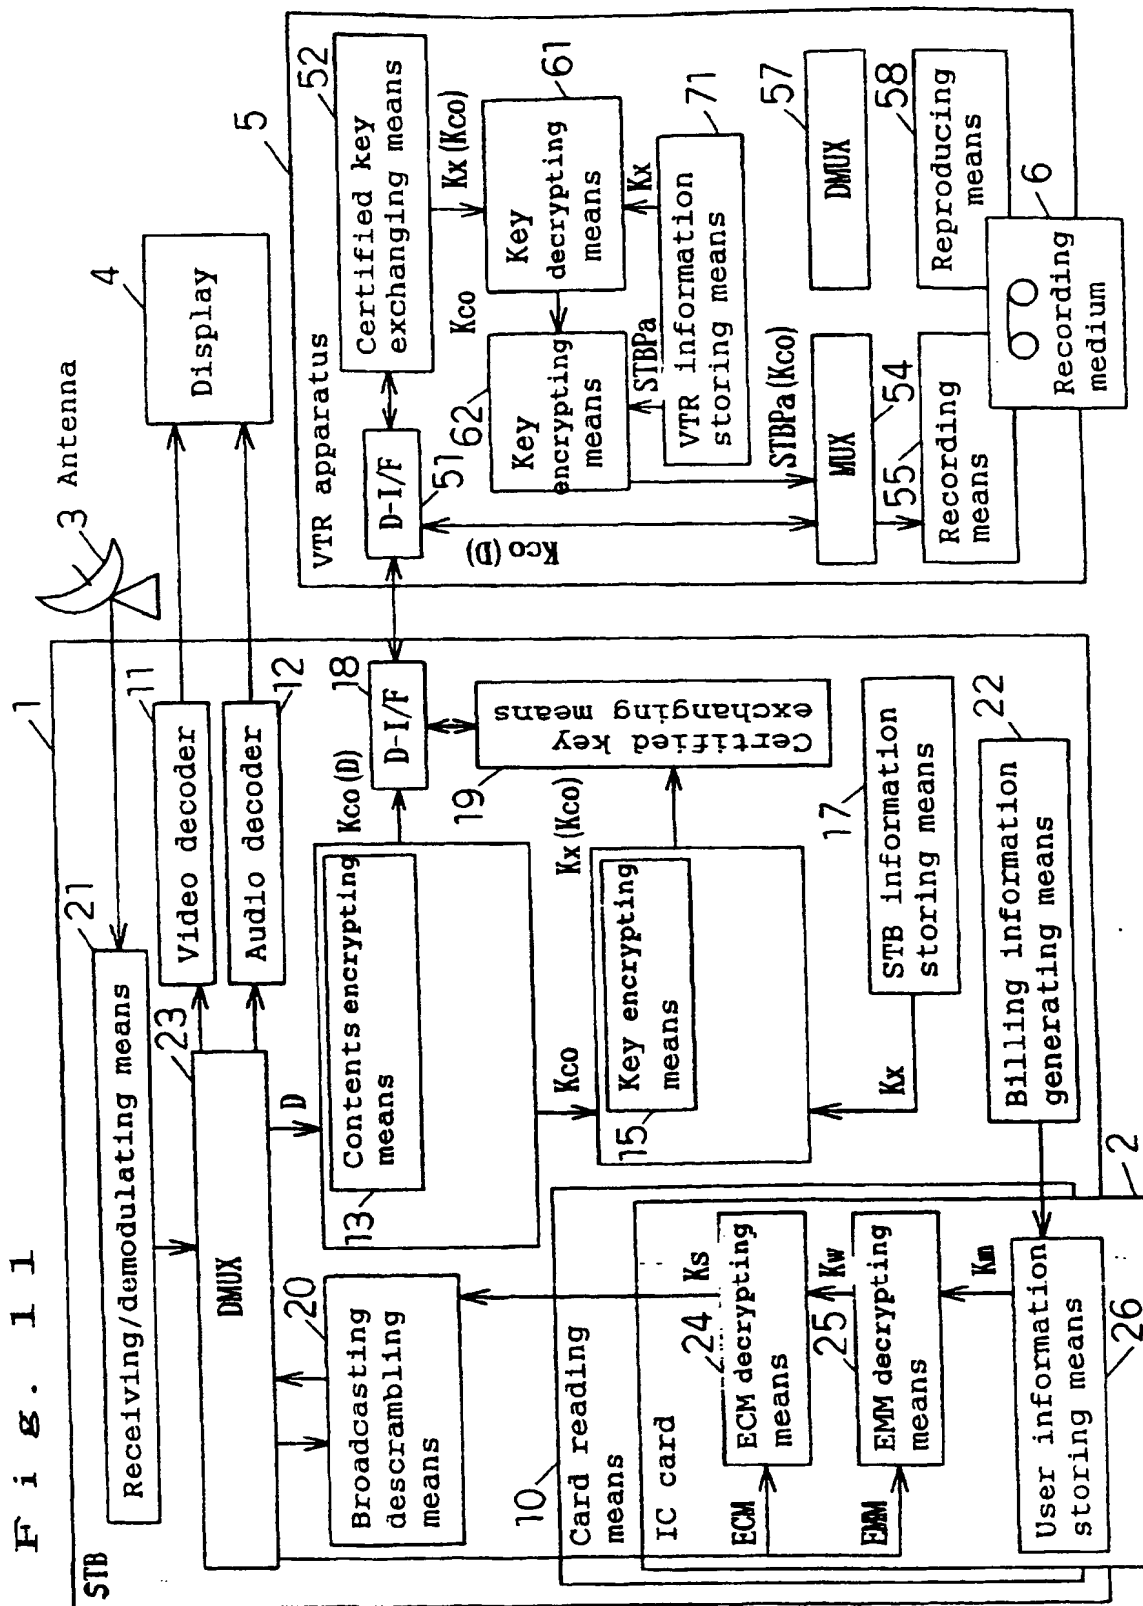 Fig. 11
STB
1
Receiving/demodulating means
21
3
Antenna
DMUX
23
Video decoder
11
Audio decoder
12
Display
4
D
Broadcasting
descrambling
means
20
Contents encrypting
means
13
Kco(D)
D-I/F
18
Kco
Key encrypting
means
15
Kx(Kco)
Certified key
exchanging means
19
Kx
STB information
storing means
17
Billing information
generating means
22
10
Card reading
means
IC card
2
ECM
EMM
Ks
24
ECM decrypting
means
Kw
25
EMM decrypting
means
Km
User information
storing means
26
5
VTR apparatus
D-I/F
51
Certified key
exchanging means
52
Kx(Kco)
Key
decrypting
means
61
Kco
Key
encrypting
means
62
Kx
STBPa
VTR information
storing means
71
Kco(D)
STBPa(Kco)
MUX
54
DMUX
57
Recording
means
55
Reproducing
means
58
Recording
medium
6